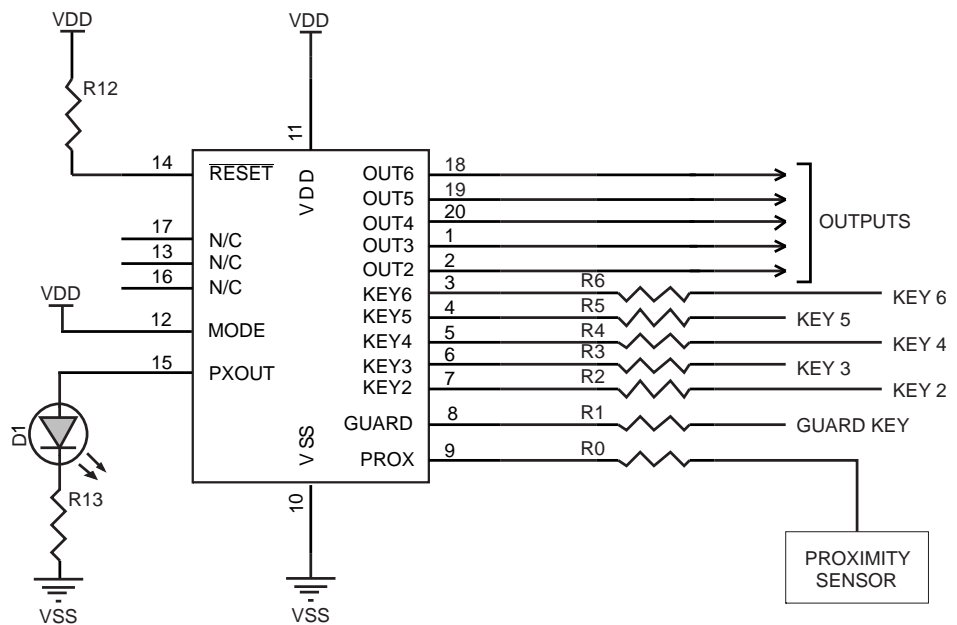 VDD
VDD
R12
11
14
RESET
VDD
OUT6
18
OUT5
19
OUT4
20
OUT3
1
OUT2
2
OUTPUTS
17
N/C
13
N/C
16
N/C
KEY6
3
R6
KEY 6
KEY5
4
R5
KEY 5
KEY4
5
R4
KEY 4
KEY3
6
R3
KEY 3
KEY2
7
R2
KEY 2
VDD
12
MODE
15
PXOUT
GUARD
8
R1
GUARD KEY
PROX
9
R0
VSS
D1
10
R13
PROXIMITY
SENSOR
VSS
VSS